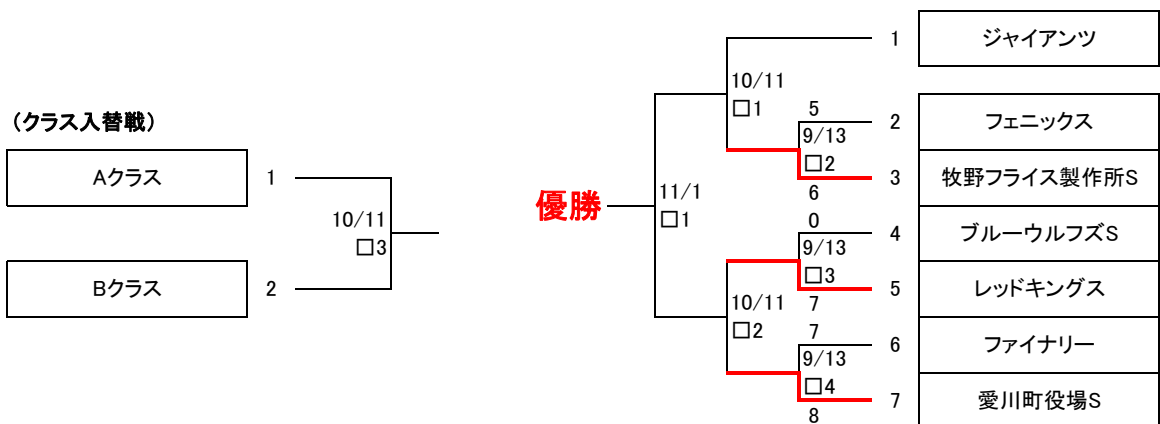 (クラス入替戦)
Aクラス 1
10/11
□3
Bクラス 2
優勝
11/1
□1
1 ジャイアンツ
10/11
□1
5
2 フェニックス
9/13
□2
3 牧野フライス製作所S
6
0
4 ブルーウルフズS
9/13
□3
5 レッドキングス
10/11
□2
7
7
6 ファイナリー
9/13
□4
7 愛川町役場S
8